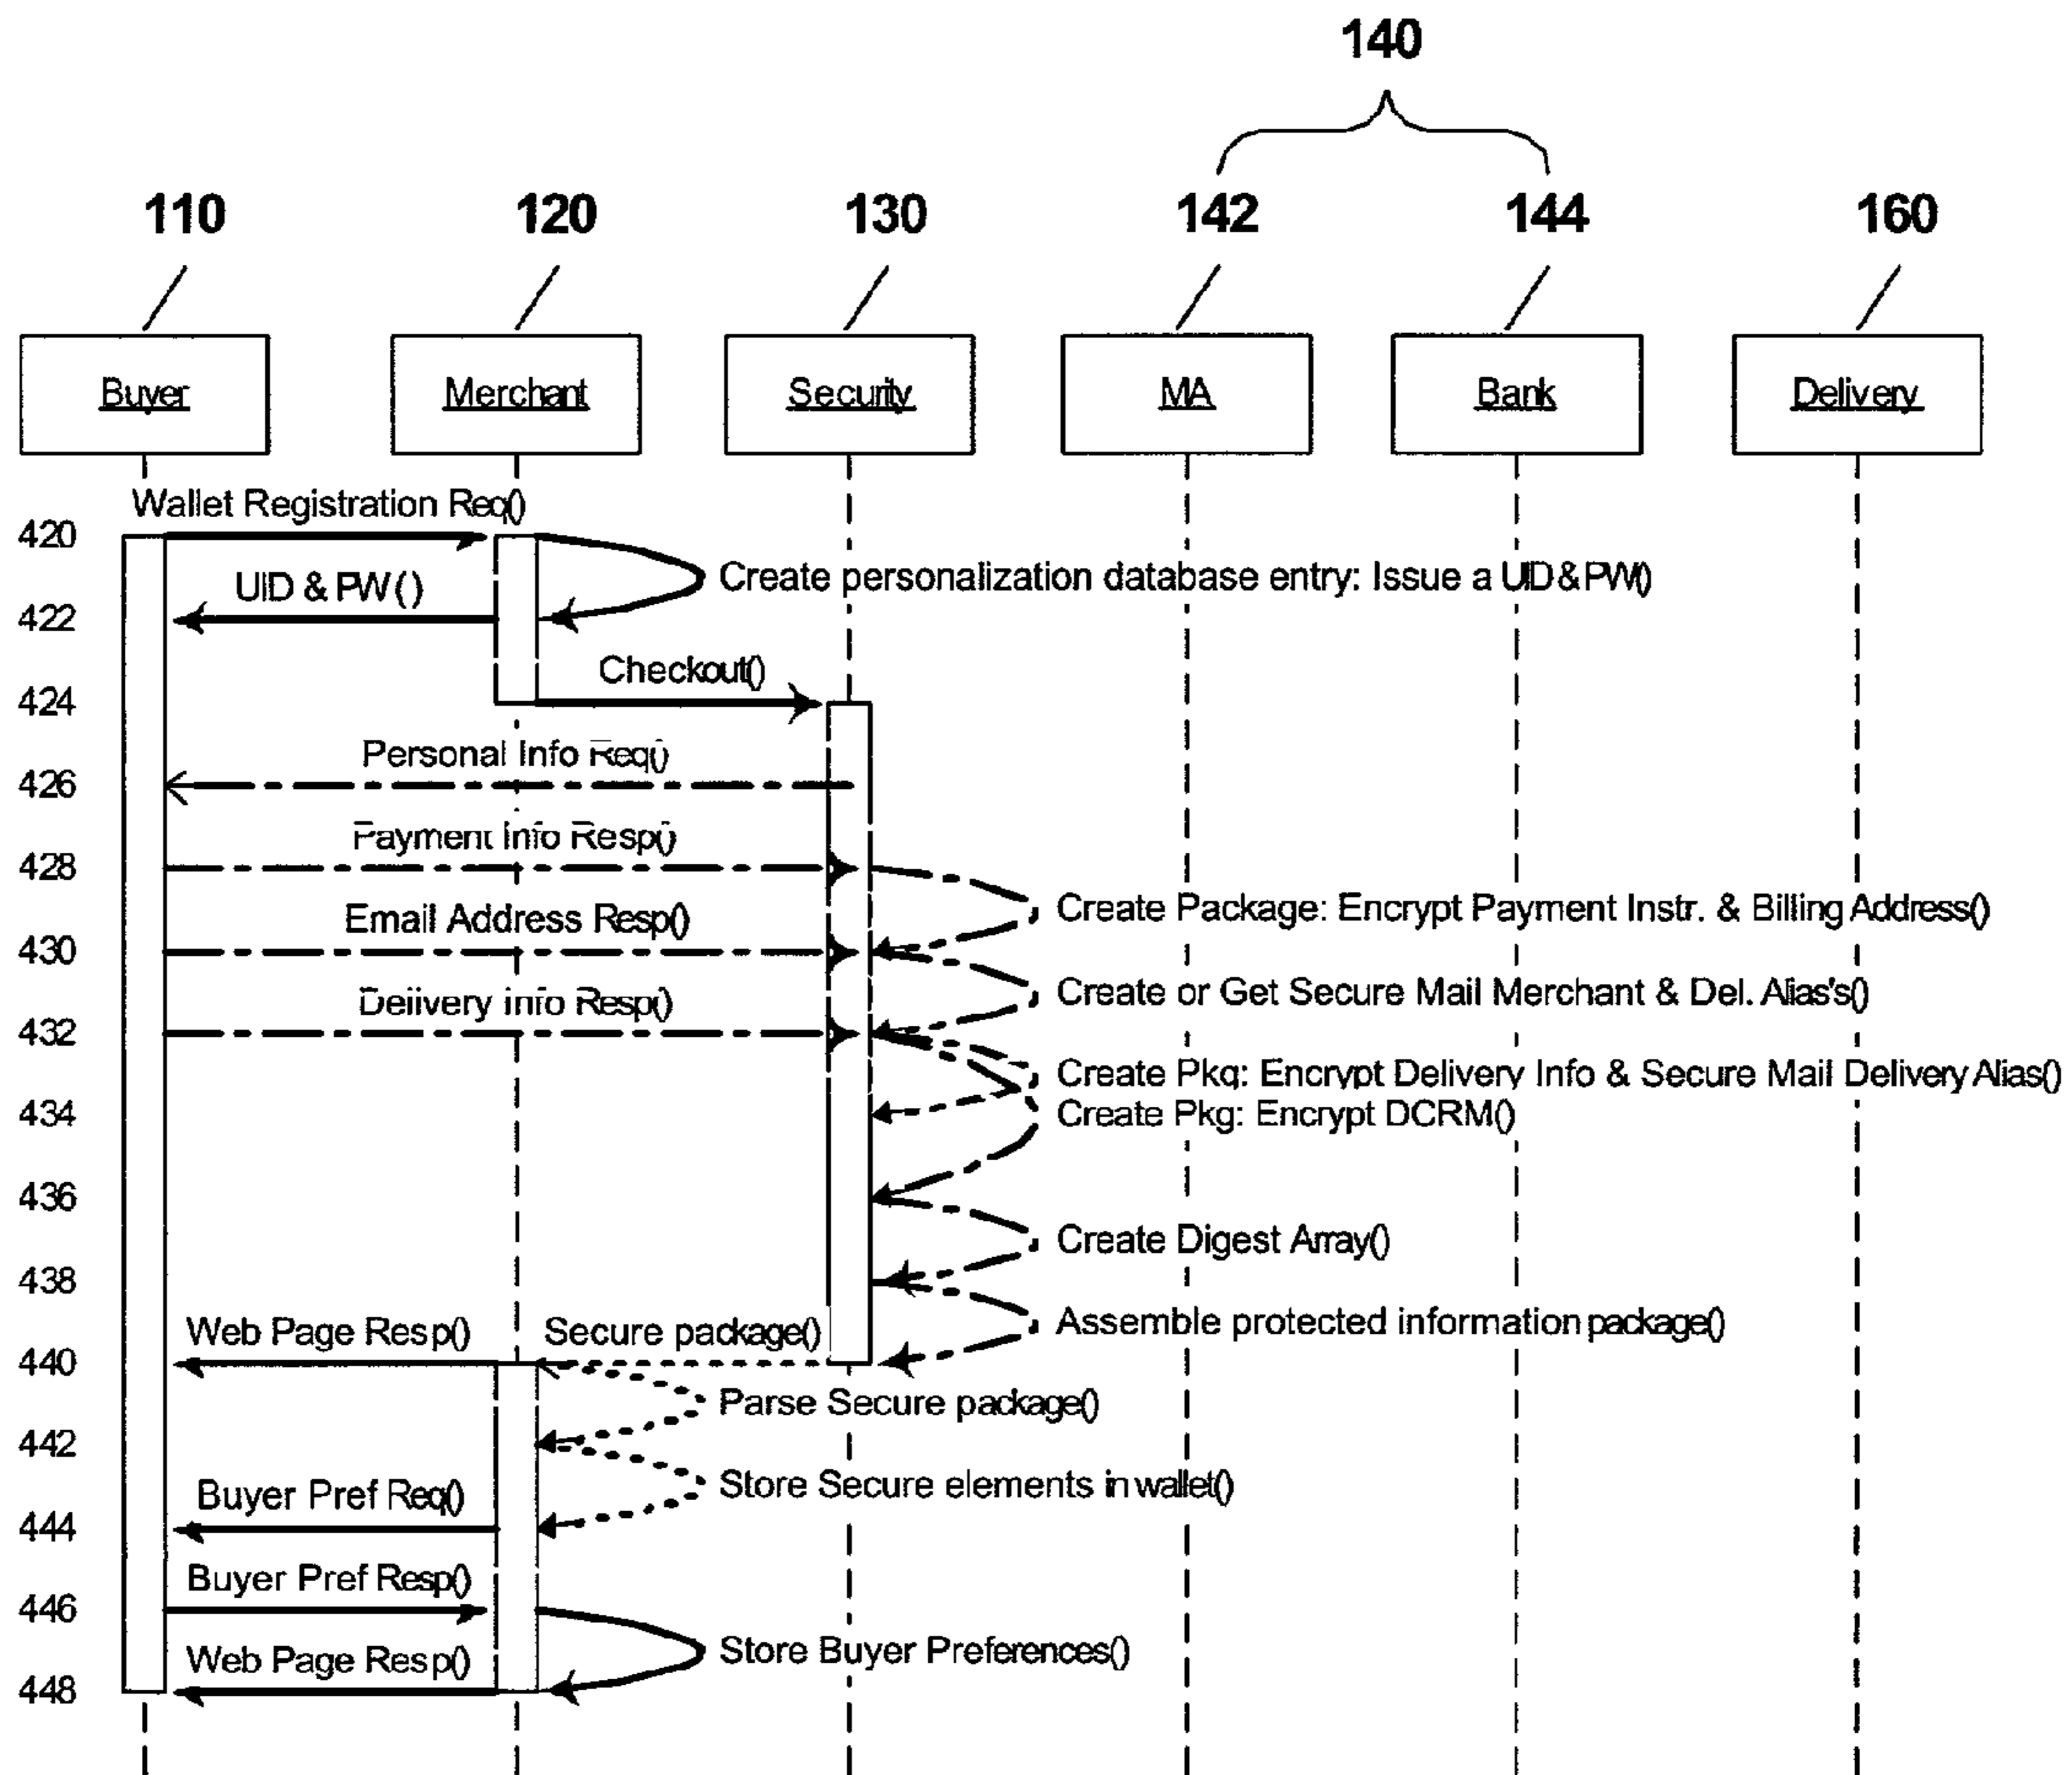 140
110 120 130 142 144 160
Buyer Merchant Security MA Bank Delivery
Wallet Registration Req()
420
Create personalization database entry: Issue a UID & PW()
UID & PW()
422
Checkout()
424
Personal Info Req()
426
Payment Info Resp()
428
Create Package: Encrypt Payment Instr. & Billing Address()
Email Address Resp()
430
Create or Get Secure Mail Merchant & Del. Alias's()
Delivery Info Resp()
432
Create Pkg: Encrypt Delivery Info & Secure Mail Delivery Alias()
434
Create Pkg: Encrypt DCRM()
436
Create Digest Array()
438
Assemble protected information package()
Web Page Resp() Secure package()
440
Parse Secure package()
442
Store Secure elements in wallet()
Buyer Pref Req()
444
Buyer Pref Resp()
446
Store Buyer Preferences()
Web Page Resp()
448